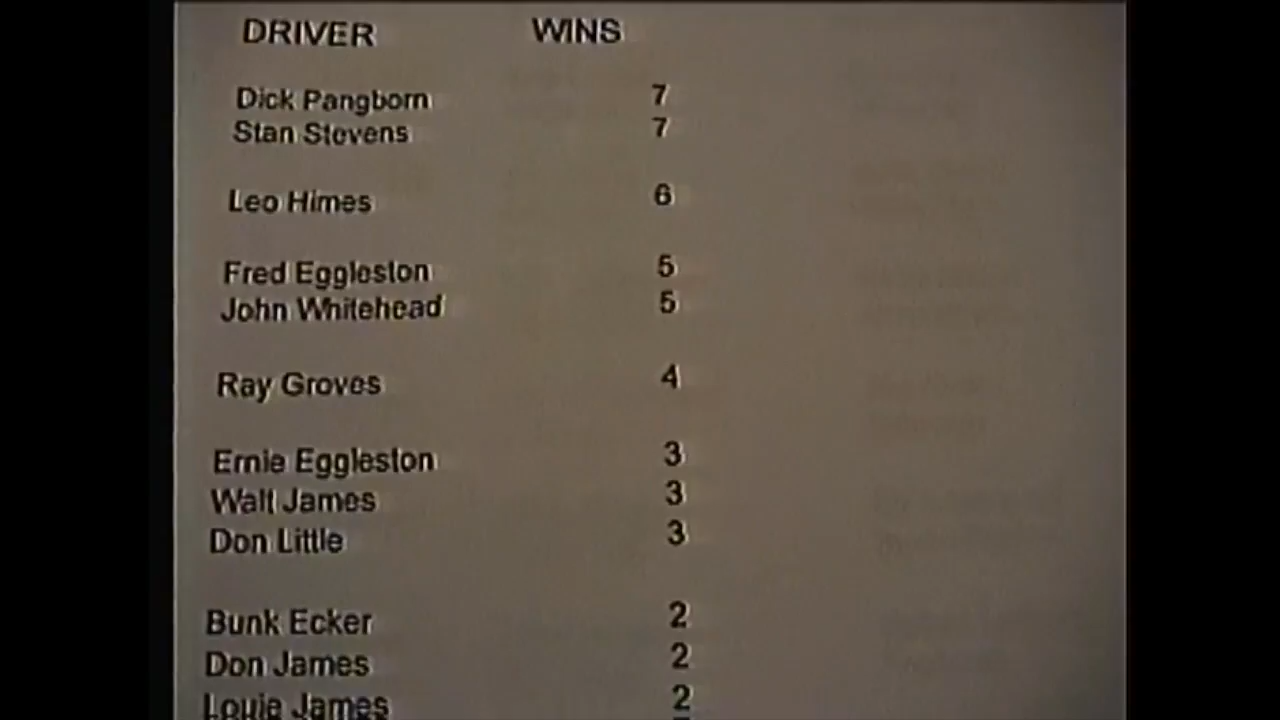 DRIVER WINS
Dick Pangborn 7
Stan Stevens 7
Leo Himes 6
Fred Eggleston 5
John Whitehead 5
Ray Groves 4
Ernie Eggleston 3
Walt James 3
Don Little 3
Bunk Ecker 2
Don James 2
Louie James 2